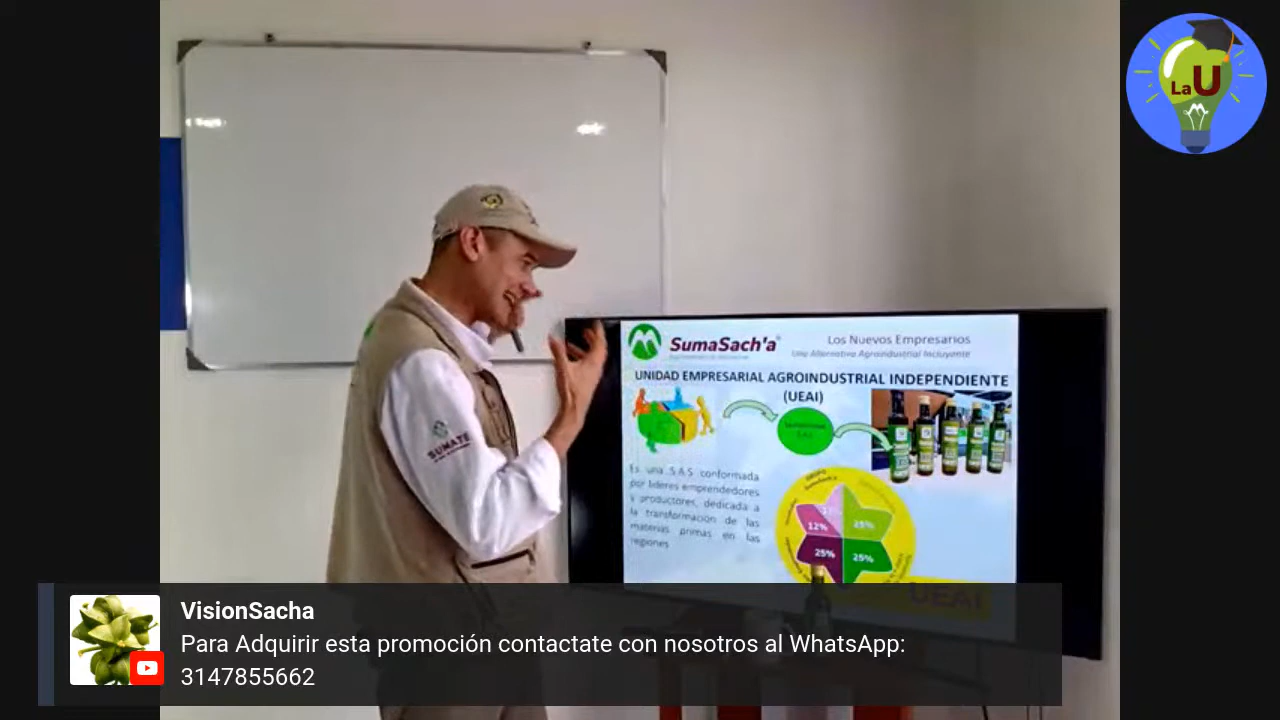 La U
SumaSach'a
Los Nuevos Empresarios
Una Alternativa Agroindustrial Incluyente
UNIDAD EMPRESARIAL AGROINDUSTRIAL INDEPENDIENTE
(UEAI)
Es una S.A.S conformada
por lideres emprendedores
y productores, dedicada a
la transformación de las
materias primas en las
regiones
12%
25%
25%
25%
UEAI
SUMATE
VisionSacha
Para Adquirir esta promoción contactate con nosotros al WhatsApp:
3147855662